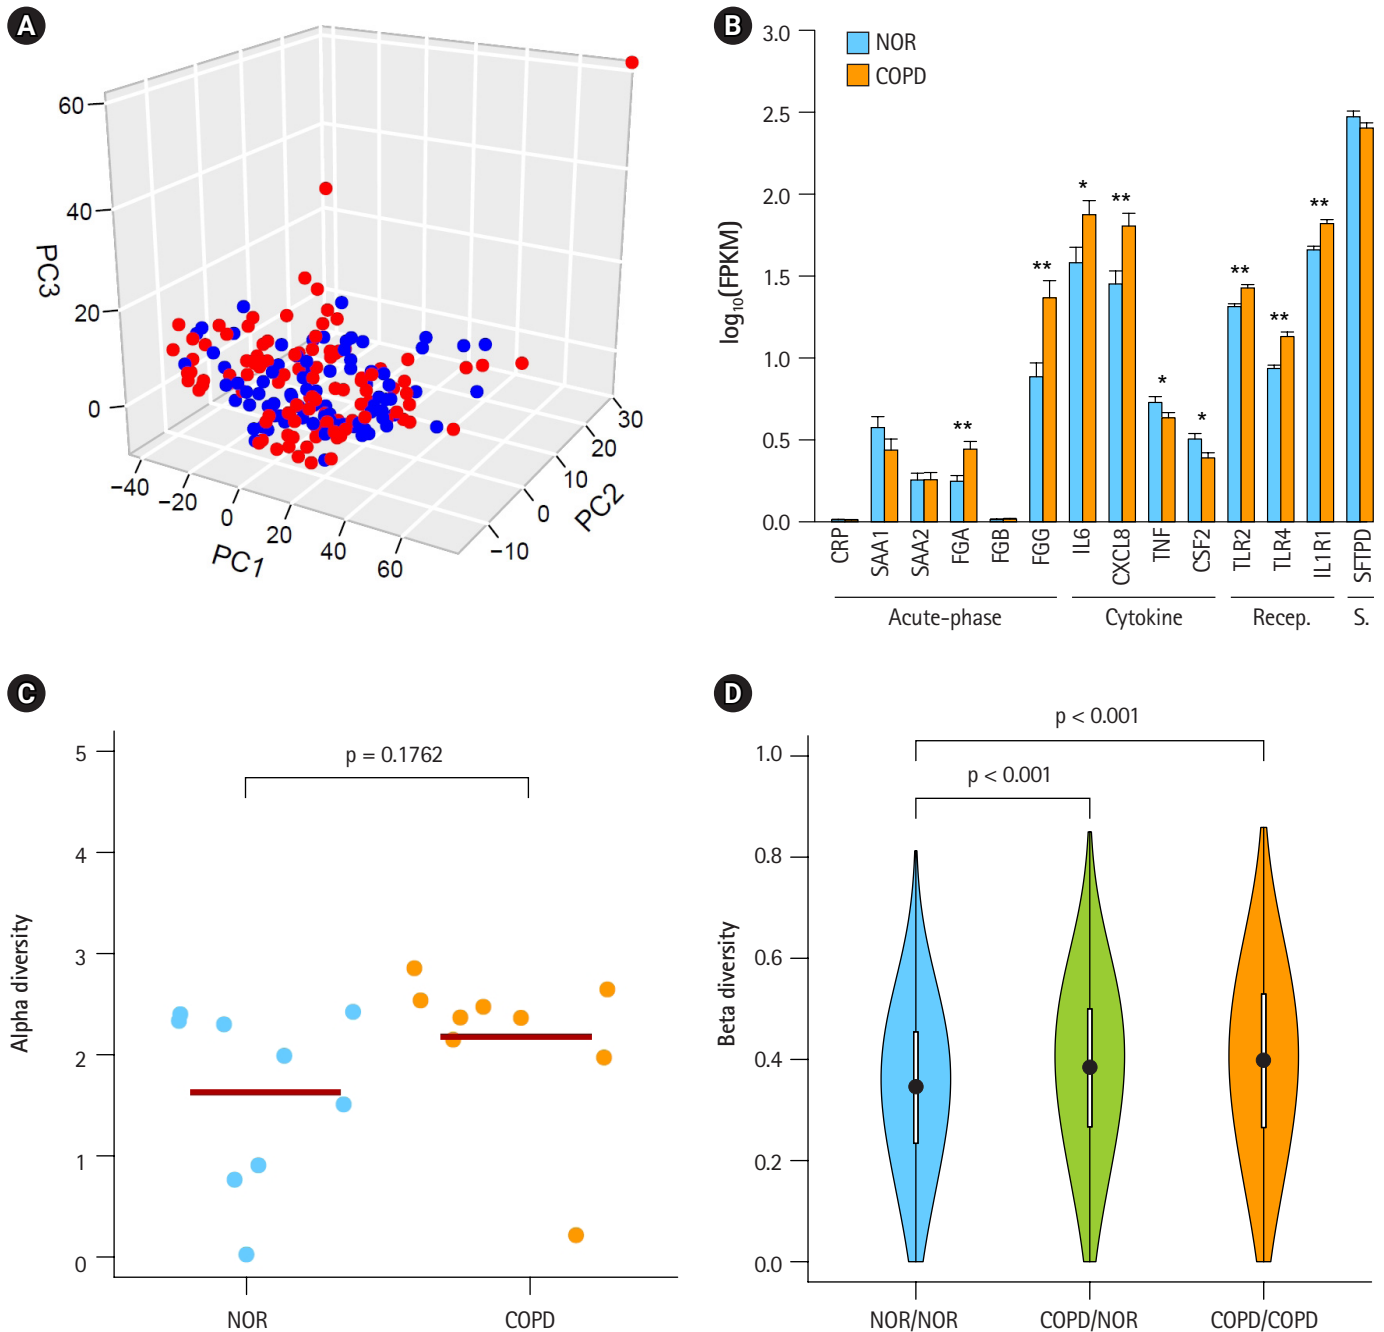 A
60
40
20
0
PC3
−40
−20
0
20
40
60
PC1
−10
0
10
20
30
PC2
B
NOR
COPD
3.0
2.5
2.0
1.5
1.0
0.5
0.0
log10(FPKM)
** ** * ** * * ** ** **
CRP SAA1 SAA2 FGA FGB FGG IL6 CXCL8 TNF CSF2 TLR2 TLR4 IL1R1 SFTPD
Acute-phase Cytokine Recep. S.
C
p = 0.1762
5
4
3
2
1
0
Alpha diversity
NOR COPD
D
p < 0.001
p < 0.001
1.0
0.8
0.6
0.4
0.2
0.0
Beta diversity
NOR/NOR COPD/NOR COPD/COPD